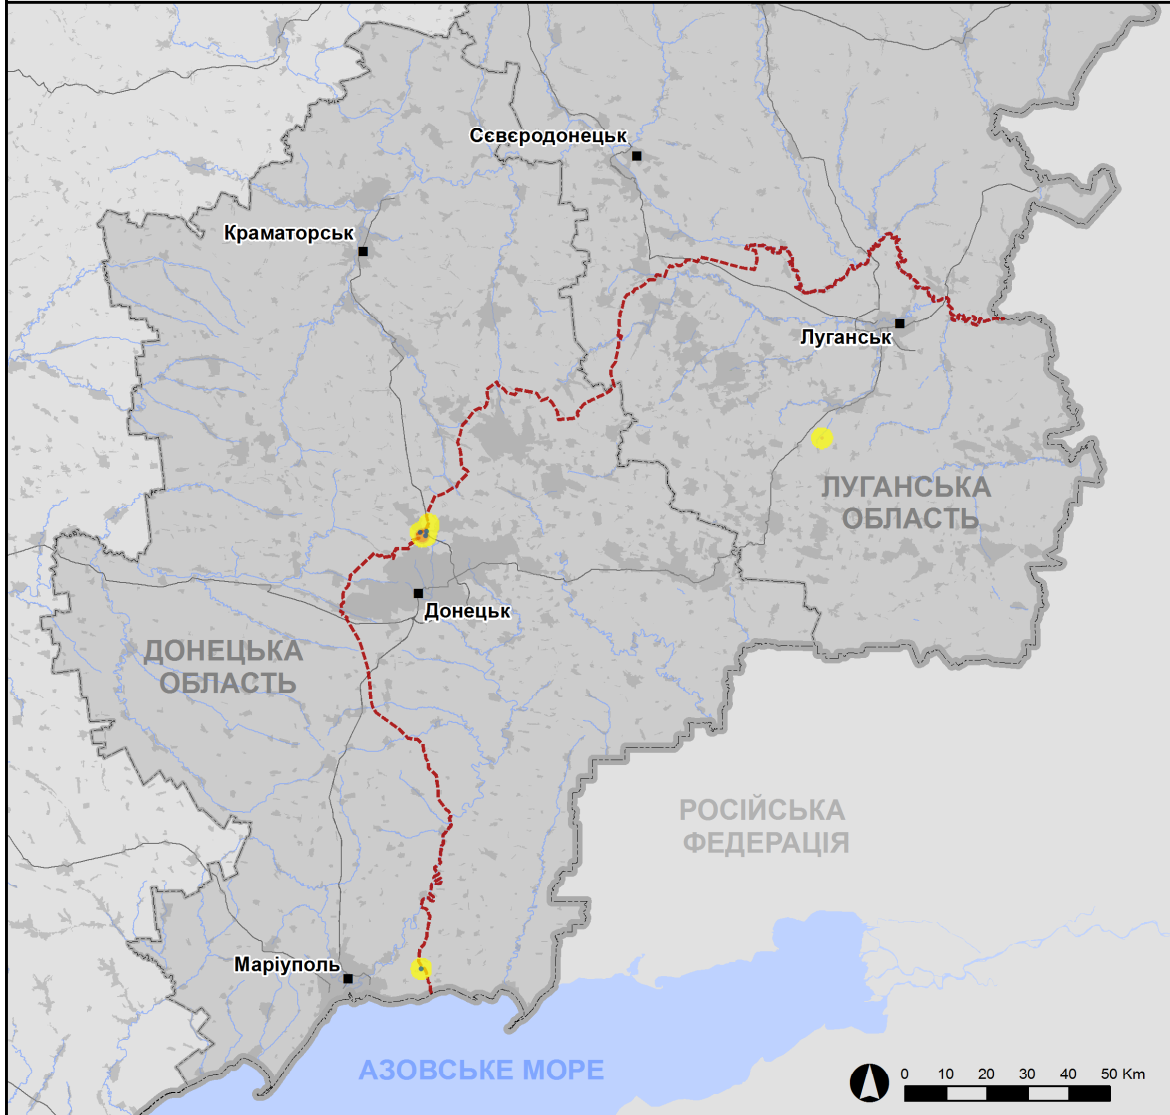 Сєвєродонецьк
Краматорськ
Луганськ
ЛУГАНСЬКА
ОБЛАСТЬ
Донецьк
ДОНЕЦЬКА
ОБЛАСТЬ
РОСІЙСЬКА
ФЕДЕРАЦІЯ
Маріуполь
АЗОВСЬКЕ МОРЕ
0 10 20 30 40 50 Km